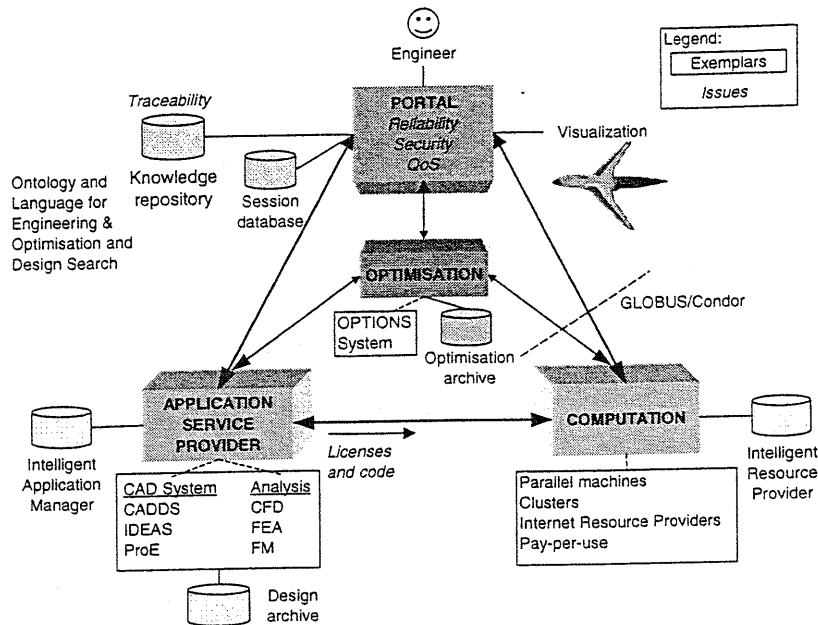 Engineer
Legend:
Exemplars
Issues
Traceability
PORTAL
Reliability
Security
QoS
Visualization
Knowledge
repository
Session
database
Ontology and
Language for
Engineering &
Optimisation and
Design Search
OPTIMISATION
GLOBUS/Condor
OPTIONS
System
Optimisation
archive
APPLICATION
SERVICE
PROVIDER
COMPUTATION
Licenses
and code
Intelligent
Application
Manager
Intelligent
Resource
Provider
CAD System Analysis
CADDS CFD
IDEAS FEA
ProE FM
Parallel machines
Clusters
Internet Resource Providers
Pay-per-use
Design
archive